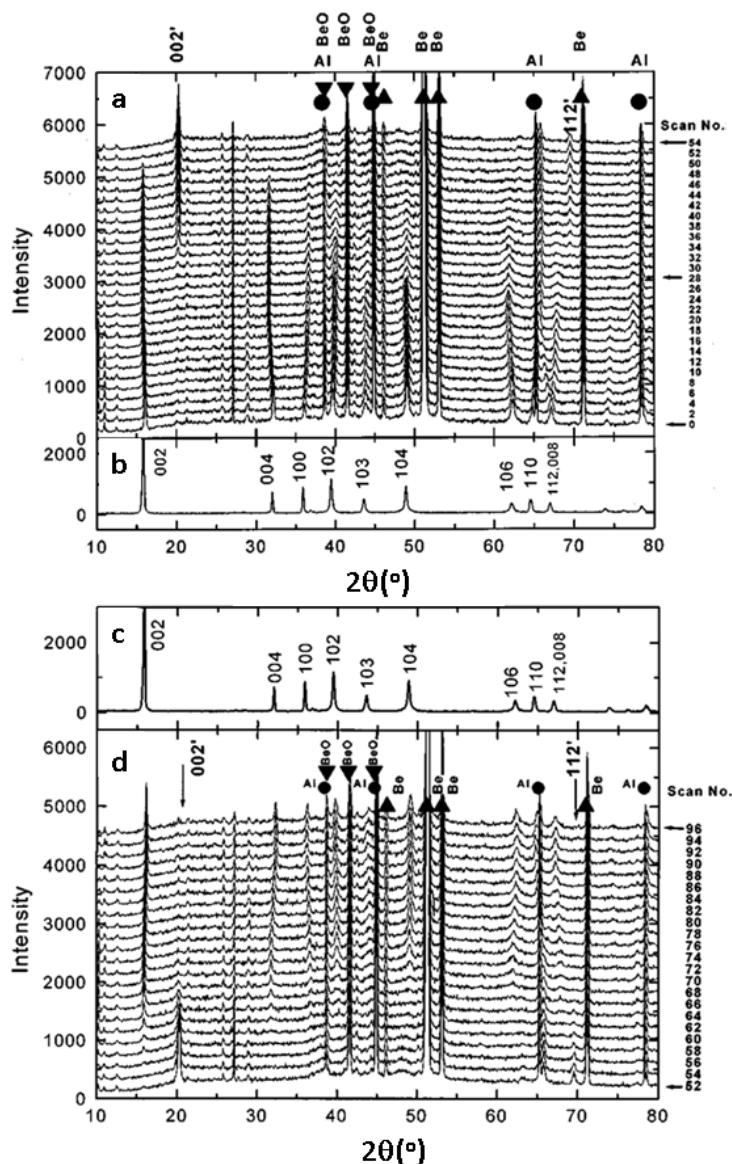 002'
BeO
BeO
BeO
Be
Be
Be
Be
Al
Al
Al
Al
a
112'
7000
6000
5000
4000
3000
2000
1000
0
Intensity
Scan No.
54
52
50
48
46
44
42
40
38
36
34
32
30
28
26
24
22
20
18
16
14
12
10
8
6
4
2
0
b
2000
0
002
004
100
102
103
104
106
110
112,008
10 20 30 40 50 60 70 80
2θ(°)
c
2000
0
002
004
100
102
103
104
106
110
112,008
d
002'
BeO
BeO
BeO
Al
Al
Be
Be
Be
Al
112'
Be
Al
6000
5000
4000
3000
2000
1000
0
Intensity
Scan No.
96
94
92
90
88
86
84
82
80
78
76
74
72
70
68
66
64
62
60
58
56
54
52
10 20 30 40 50 60 70 80
2θ(°)